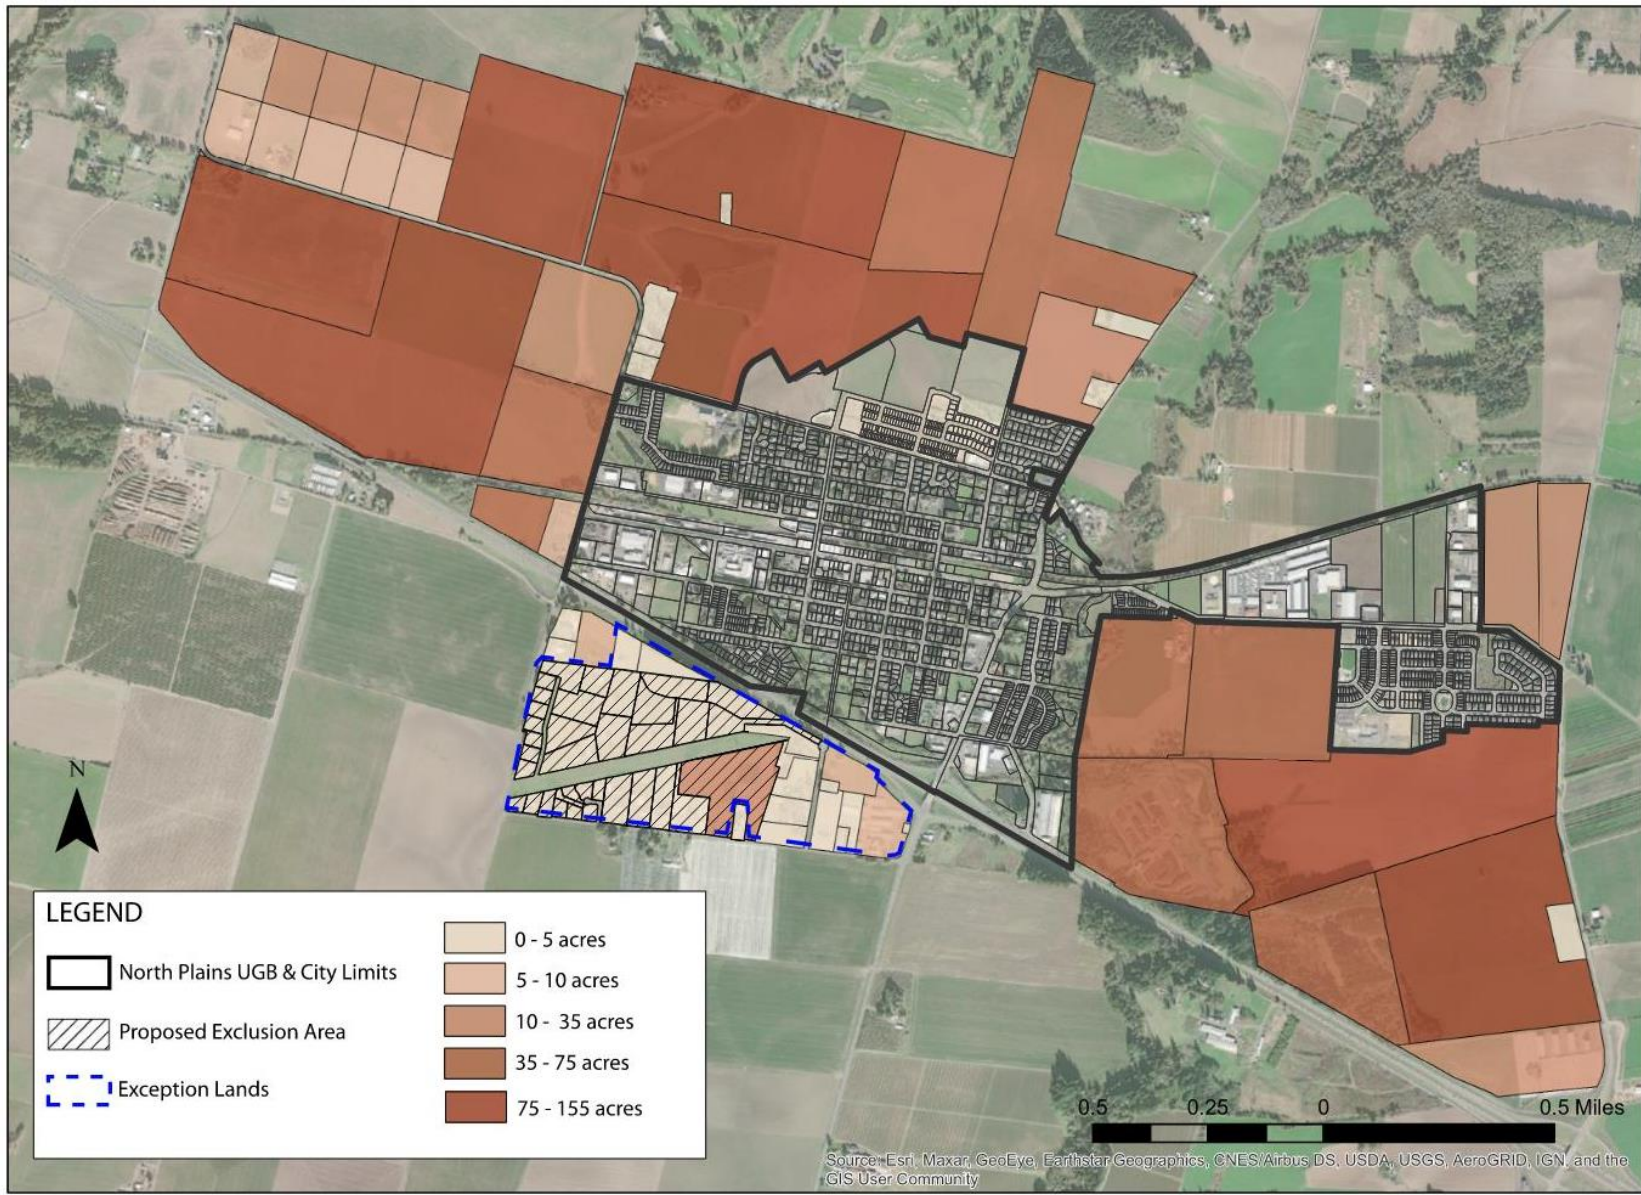 N
LEGEND
North Plains UGB & City Limits
Proposed Exclusion Area
Exception Lands
0 - 5 acres
5 - 10 acres
10 - 35 acres
35 - 75 acres
75 - 155 acres
0.5 0.25 0 0.5 Miles
Source: Esri, Maxar, GeoEye, Earthstar Geographics, CNES/Airbus DS, USDA, USGS, AeroGRID, IGN, and the
GIS User Community